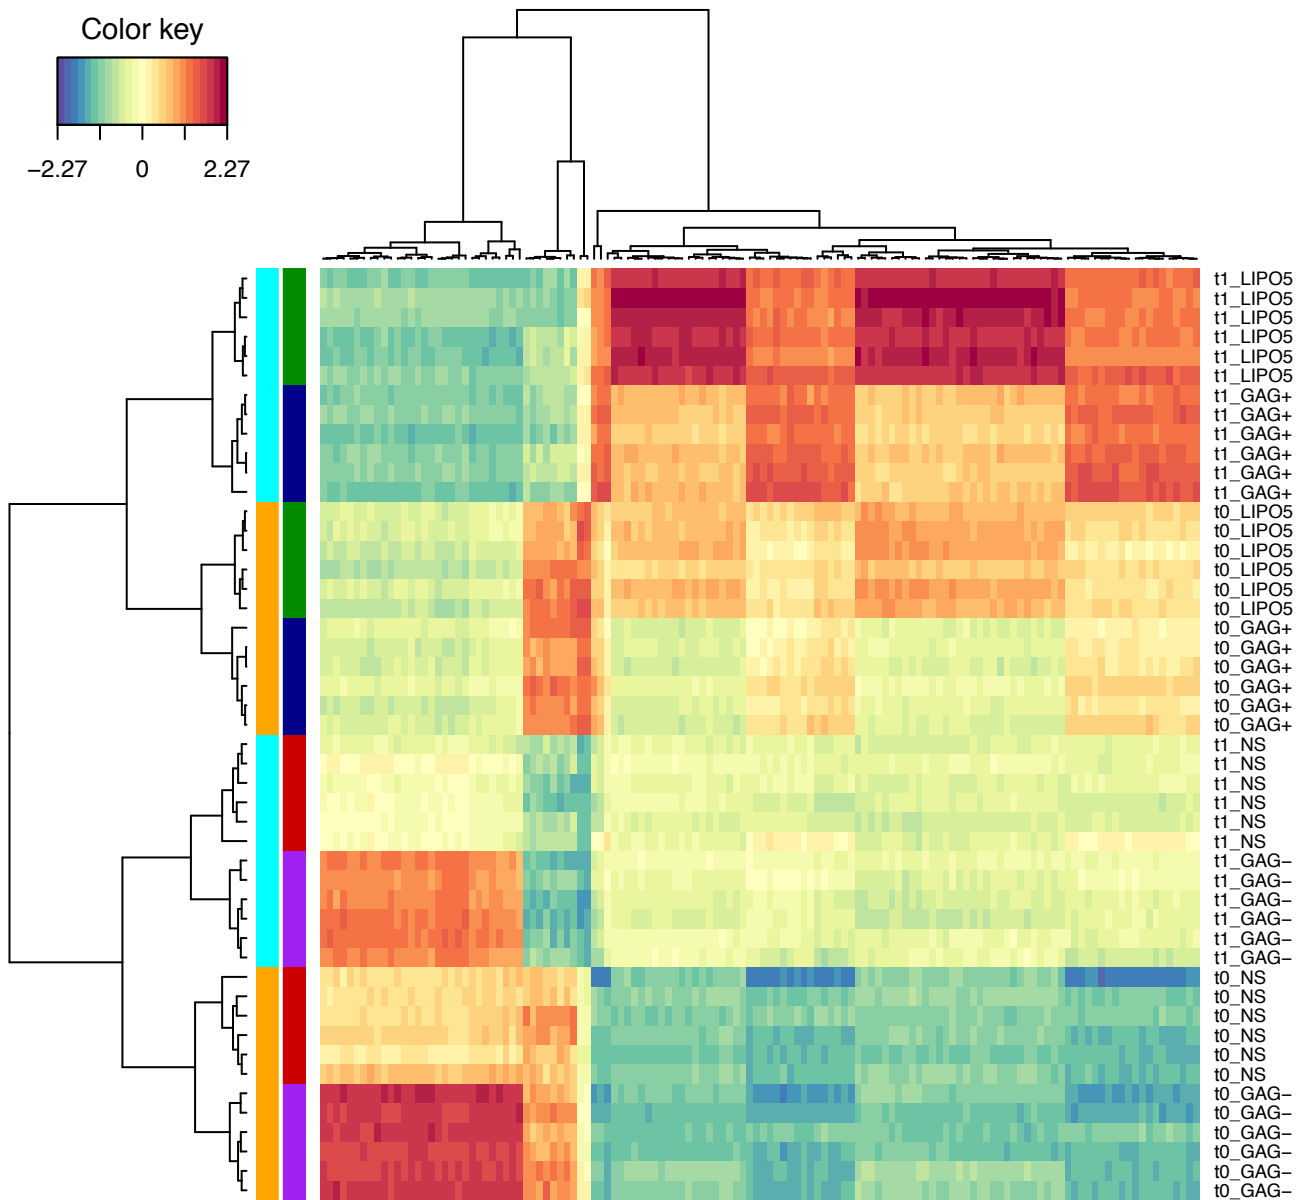 Color key
−2.27 0 2.27
t1_LIPO5
t1_LIPO5
t1_LIPO5
t1_LIPO5
t1_LIPO5
t1_LIPO5
t1_GAG+
t1_GAG+
t1_GAG+
t1_GAG+
t1_GAG+
t1_GAG+
t0_LIPO5
t0_LIPO5
t0_LIPO5
t0_LIPO5
t0_LIPO5
t0_LIPO5
t0_GAG+
t0_GAG+
t0_GAG+
t0_GAG+
t0_GAG+
t0_GAG+
t1_NS
t1_NS
t1_NS
t1_NS
t1_NS
t1_NS
t1_GAG−
t1_GAG−
t1_GAG−
t1_GAG−
t1_GAG−
t1_GAG−
t0_NS
t0_NS
t0_NS
t0_NS
t0_NS
t0_NS
t0_GAG−
t0_GAG−
t0_GAG−
t0_GAG−
t0_GAG−
t0_GAG−